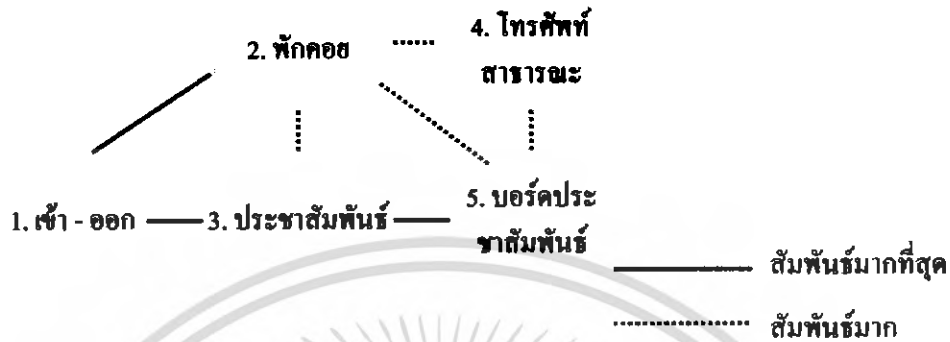 2. พักคอย
4. โทรศัพท์
สาธารณะ
1. เข้า - ออก
3. ประชาสัมพันธ์
5. บอร์ดประ
ชาสัมพันธ์
สัมพันธ์มากที่สุด
สัมพันธ์มาก